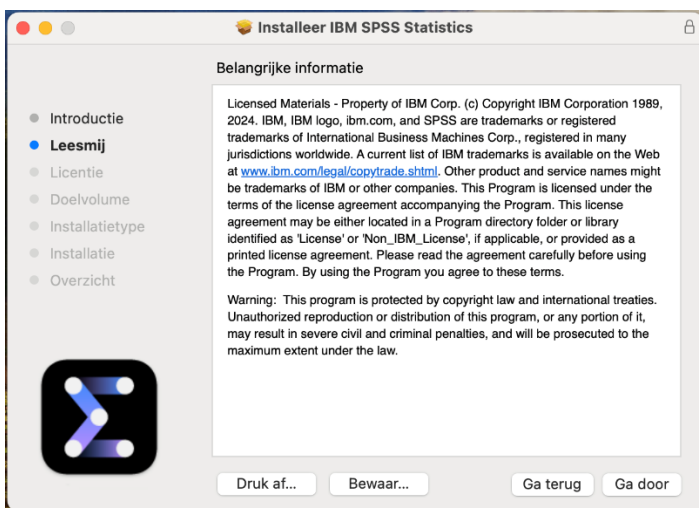 Installeer IBM SPSS Statistics
Belangrijke informatie
Introductie
Leesmij
Licentie
Doelvolume
Installatietype
Installatie
Overzicht
Licensed Materials - Property of IBM Corp. (c) Copyright IBM Corporation 1989,
2024. IBM, IBM logo, ibm.com, and SPSS are trademarks or registered
trademarks of International Business Machines Corp., registered in many
jurisdictions worldwide. A current list of IBM trademarks is available on the Web
at www.ibm.com/legal/copytrade.shtml. Other product and service names might
be trademarks of IBM or other companies. This Program is licensed under the
terms of the license agreement accompanying the Program. This license
agreement may be either located in a Program directory folder or library
identified as 'License' or 'Non_IBM_License', if applicable, or provided as a
printed license agreement. Please read the agreement carefully before using
the Program. By using the Program you agree to these terms.
Warning:  This program is protected by copyright law and international treaties.
Unauthorized reproduction or distribution of this program, or any portion of it,
may result in severe civil and criminal penalties, and will be prosecuted to the
maximum extent under the law.
Druk af...
Bewaar...
Ga terug
Ga door